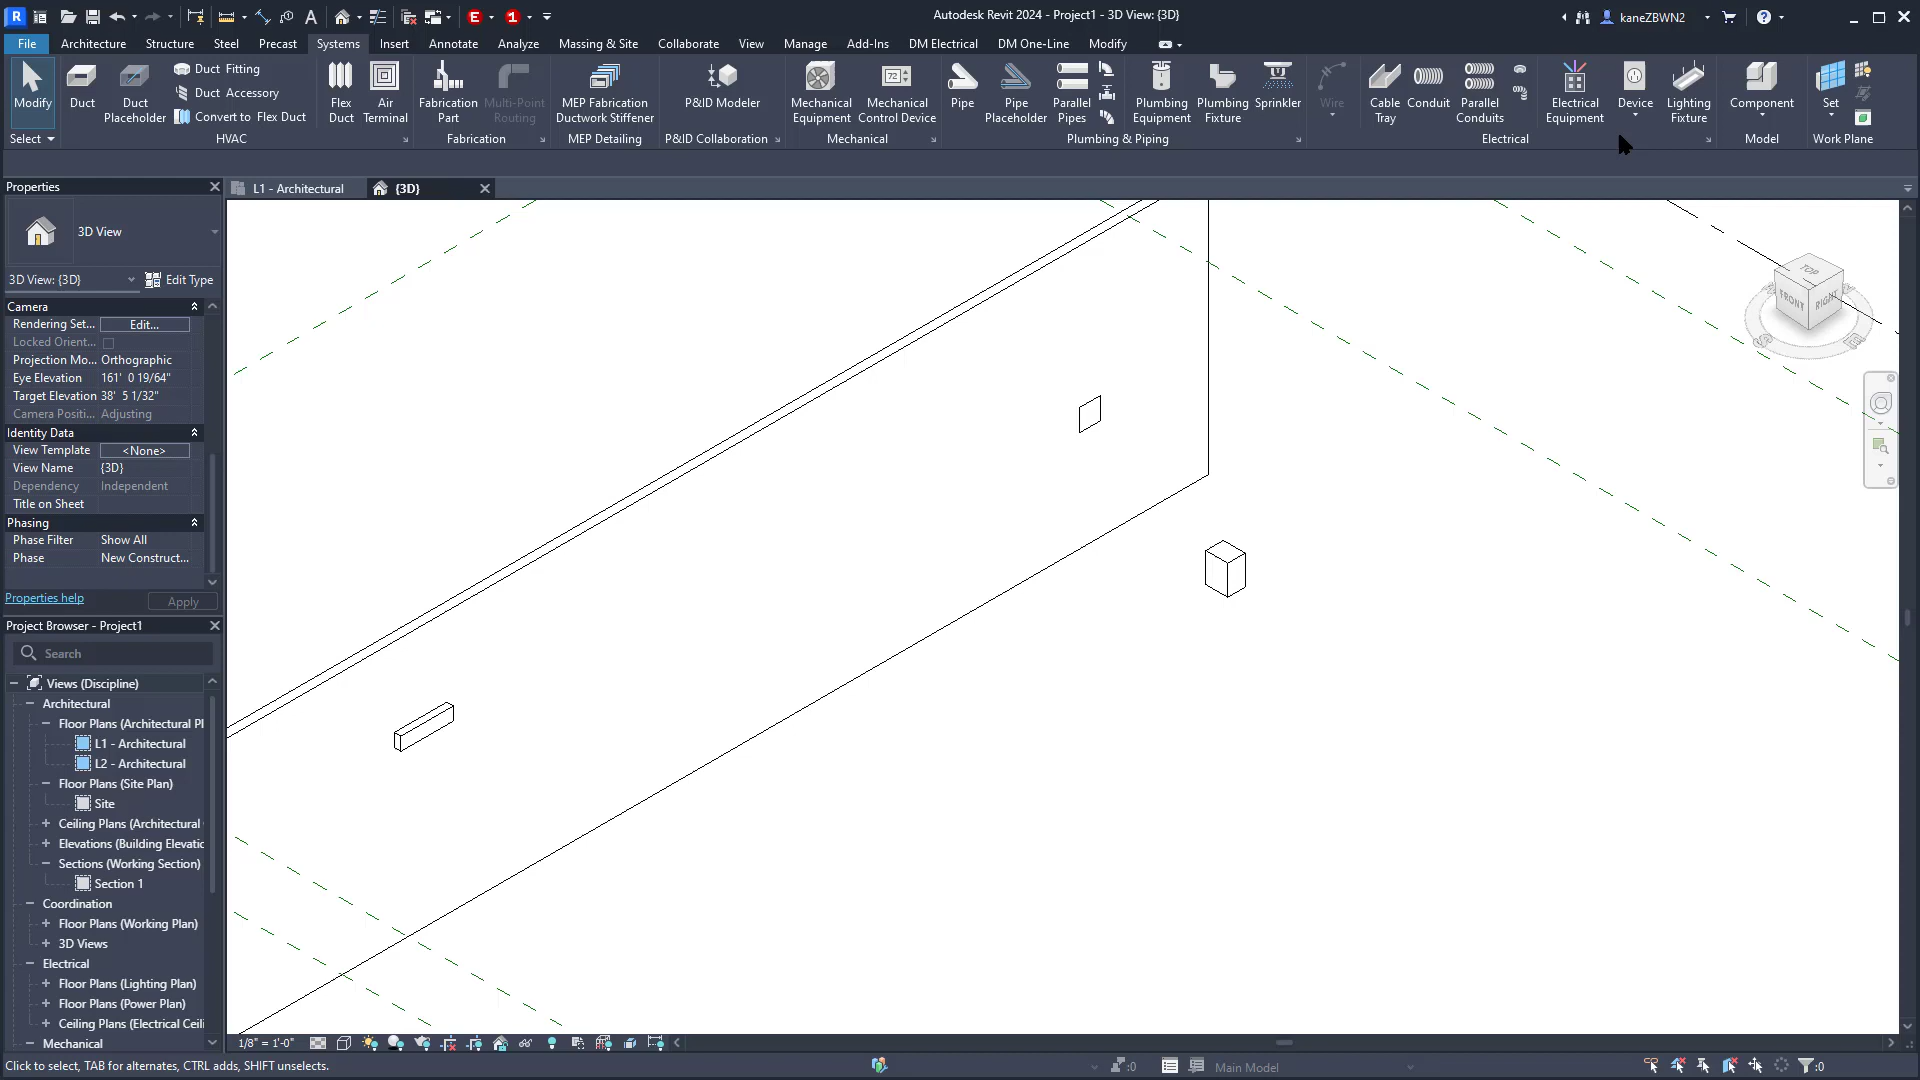 Autodesk Revit 2024 - Project1 - 3D View: {3D}
kaneZBWN2
File Architecture Structure Steel Precast Systems Insert Annotate Analyze Massing & Site Collaborate View Manage Add-Ins DM Electrical DM One-Line Modify
Modify
Select
Duct
Duct Placeholder
Duct Fitting
Duct Accessory
Convert to Flex Duct
Flex Duct
Air Terminal
HVAC
Fabrication Part
Multi-Point Routing
Fabrication
MEP Fabrication Ductwork Stiffener
MEP Detailing
P&ID Modeler
P&ID Collaboration
Mechanical Equipment
Mechanical Control Device
Mechanical
Pipe
Pipe Placeholder
Parallel Pipes
Plumbing Equipment
Plumbing Fixture
Sprinkler
Plumbing & Piping
Wire
Cable Tray
Conduit
Parallel Conduits
Electrical Equipment
Device
Lighting Fixture
Electrical
Component
Model
Set
Work Plane
Properties
3D View
3D View: {3D}
Edit Type
Camera
Rendering Set... Edit...
Locked Orient...
Projection Mo... Orthographic
Eye Elevation 161' 0 19/64"
Target Elevation 38' 5 1/32"
Camera Positi... Adjusting
Identity Data
View Template <None>
View Name {3D}
Dependency Independent
Title on Sheet
Phasing
Phase Filter Show All
Phase New Construct...
Properties help
Apply
Project Browser - Project1
Search
Views (Discipline)
Architectural
Floor Plans (Architectural Pl
L1 - Architectural
L2 - Architectural
Floor Plans (Site Plan)
Site
Ceiling Plans (Architectural
Elevations (Building Elevatio
Sections (Working Section)
Section 1
Coordination
Floor Plans (Working Plan)
3D Views
Electrical
Floor Plans (Lighting Plan)
Floor Plans (Power Plan)
Ceiling Plans (Electrical Ceili
Mechanical
L1 - Architectural
{3D}
TOP
FRONT
RIGHT
S
E
1/8" = 1'-0"
Click to select, TAB for alternates, CTRL adds, SHIFT unselects.
:0
Main Model
:0